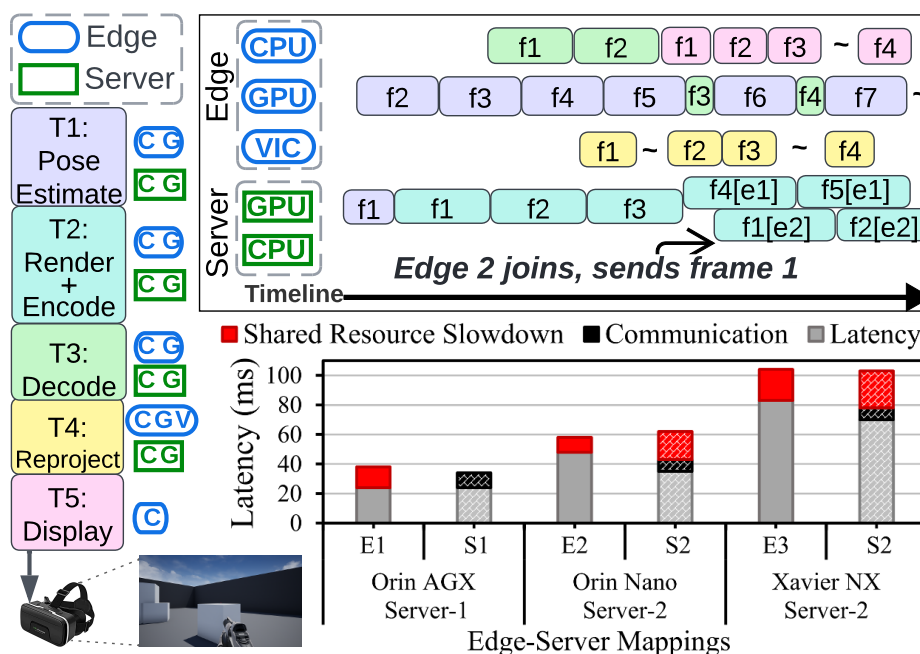 Edge
Server
T1:
Pose
Estimate
C G
C G
T2:
Render
+
Encode
C G
C G
T3:
Decode
C G
C G
T4:
Reproject
C G V
C G
T5:
Display
C
Edge
CPU
f1 f2 f1 f2 f3 ~ f4
GPU
f2 f3 f4 f5 f3 f6 f4 f7 ~
VIC
f1 ~ f2 f3 ~ f4
Server
GPU
f1 f1 f2 f3 f4[e1] f5[e1]
f1[e2] f2[e2]
CPU
Edge 2 joins, sends frame 1
Timeline
Shared Resource Slowdown Communication Latency
Latency (ms)
100
80
60
40
20
0
E1 S1 E2 S2 E3 S2
Orin AGX Orin Nano Xavier NX
Server-1 Server-2 Server-2
Edge-Server Mappings